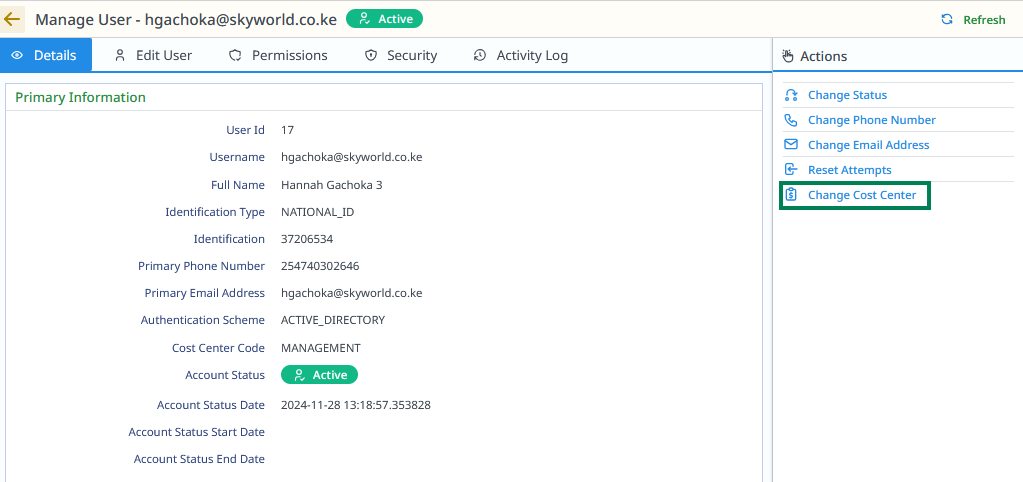 Manage User - hgachoka@skyworld.co.ke Active Refresh
Details Edit User Permissions Security Activity Log
Primary Information
User Id 17
Username hgachoka@skyworld.co.ke
Full Name Hannah Gachoka 3
Identification Type NATIONAL_ID
Identification 37206534
Primary Phone Number 254740302646
Primary Email Address hgachoka@skyworld.co.ke
Authentication Scheme ACTIVE_DIRECTORY
Cost Center Code MANAGEMENT
Account Status Active
Account Status Date 2024-11-28 13:18:57.353828
Account Status Start Date
Account Status End Date
Actions
Change Status
Change Phone Number
Change Email Address
Reset Attempts
Change Cost Center